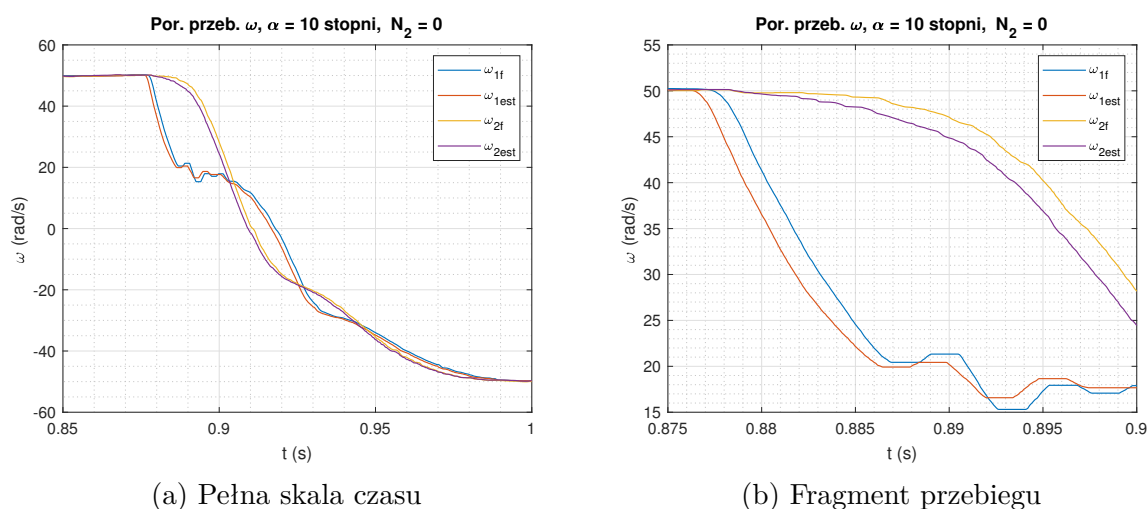 Por. przeb. ω, α = 10 stopni, N₂ = 0
60
40
20
0
-20
-40
-60
ω (rad/s)
0.85
0.9
0.95
1
t (s)
ω1f
ω1est
ω2f
ω2est
(a) Pełna skala czasu
Por. przeb. ω, α = 10 stopni, N₂ = 0
55
50
45
40
35
30
25
20
15
ω (rad/s)
0.875
0.88
0.885
0.89
0.895
0.9
t (s)
ω1f
ω1est
ω2f
ω2est
(b) Fragment przebiegu